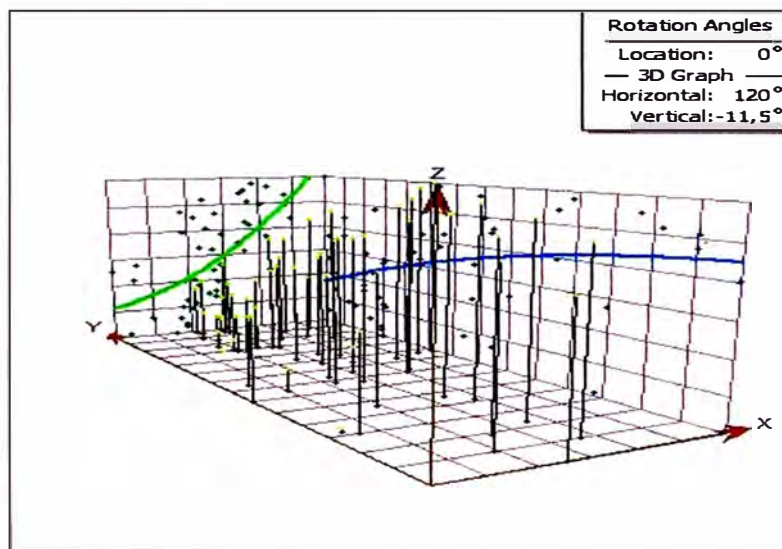 Rotation Angles
Location: 0°
3D Graph
Horizontal: 120°
Vertical:-11,5°
Z
Y
X